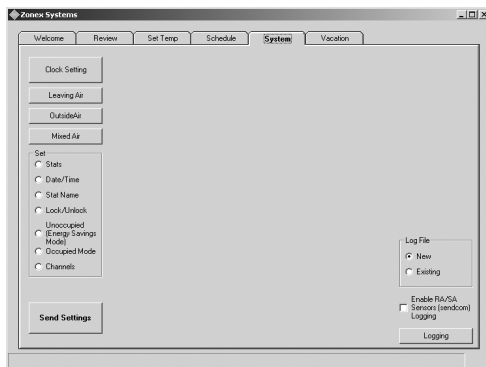 Zonex Systems
Welcome
Review
Set Temp
Schedule
System
Vacation
Clock Setting
Leaving Air
OutsideAir
Mixed Air
Set
Stats
Date/Time
Stat Name
Lock/Unlock
Unoccupied
(Energy Savings
Mode)
Occupied Mode
Channels
Send Settings
Log File
New
Existing
Enable RA/SA
Sensors (sendcom)
Logging
Logging